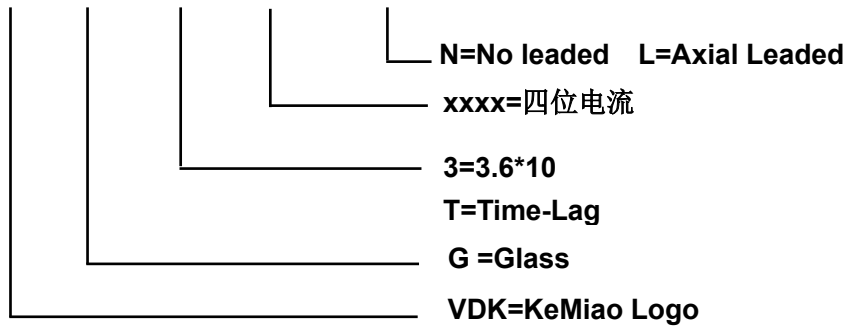 N=No leaded L=Axial Leaded
xxxx=四位电流
3=3.6*10
T=Time-Lag
G =Glass
VDK=KeMiao Logo